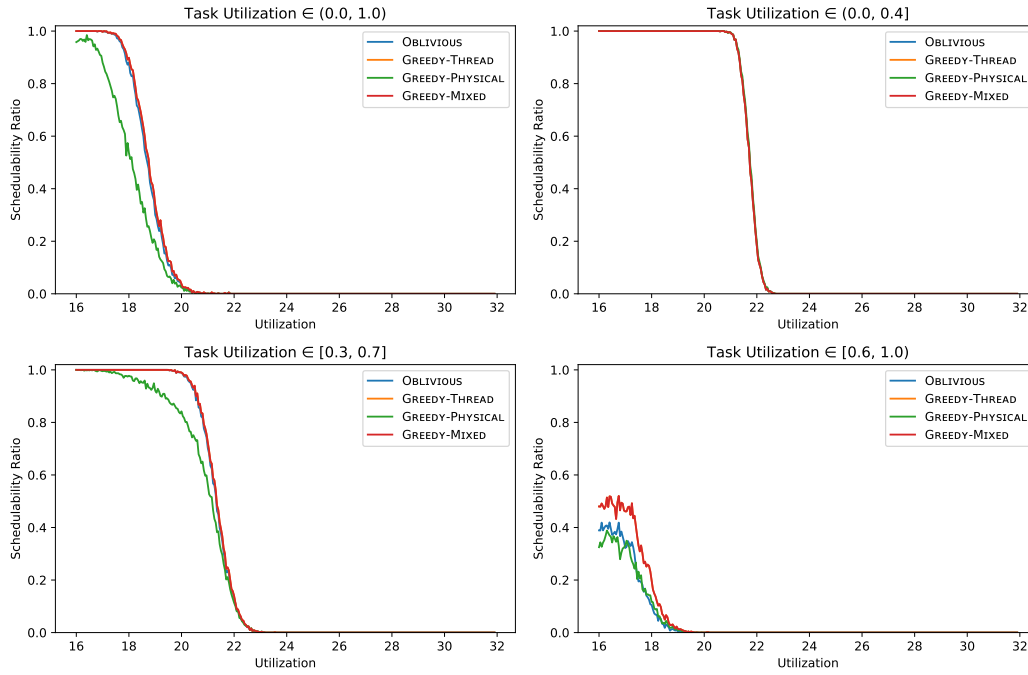 Task Utilization ∈ (0.0, 1.0)
Schedulability Ratio
1.0
0.8
0.6
0.4
0.2
0.0
16 18 20 22 24 26 28 30 32
Utilization
Oblivious
Greedy-Thread
Greedy-Physical
Greedy-Mixed
Task Utilization ∈ (0.0, 0.4]
Schedulability Ratio
1.0
0.8
0.6
0.4
0.2
0.0
16 18 20 22 24 26 28 30 32
Utilization
Oblivious
Greedy-Thread
Greedy-Physical
Greedy-Mixed
Task Utilization ∈ [0.3, 0.7]
Schedulability Ratio
1.0
0.8
0.6
0.4
0.2
0.0
16 18 20 22 24 26 28 30 32
Utilization
Oblivious
Greedy-Thread
Greedy-Physical
Greedy-Mixed
Task Utilization ∈ [0.6, 1.0)
Schedulability Ratio
1.0
0.8
0.6
0.4
0.2
0.0
16 18 20 22 24 26 28 30 32
Utilization
Oblivious
Greedy-Thread
Greedy-Physical
Greedy-Mixed